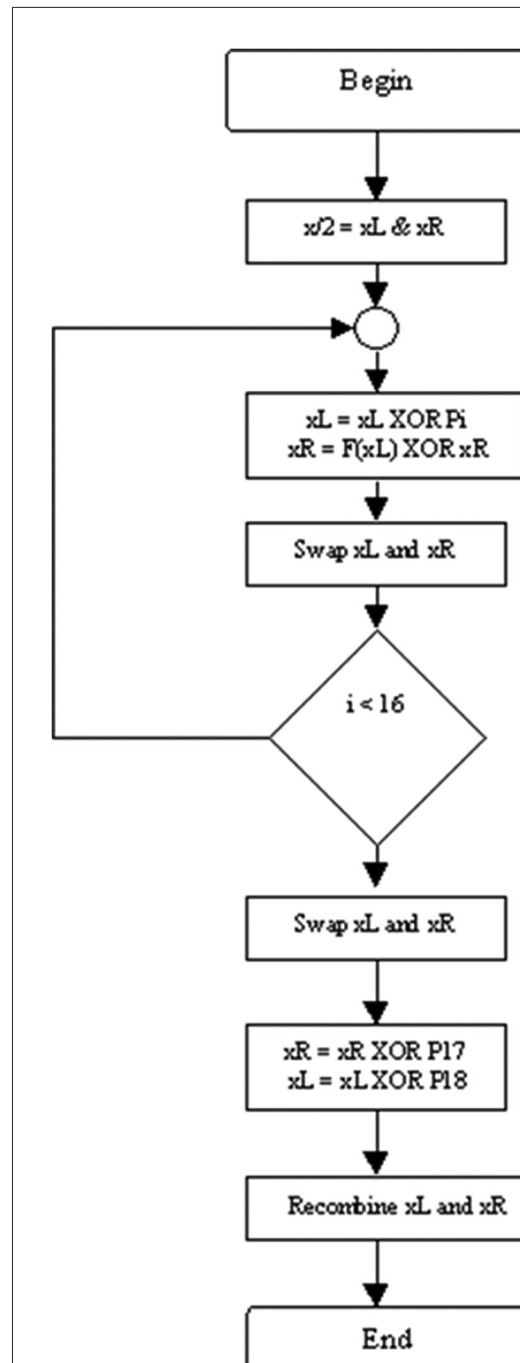 Begin
x/2 = xL & xR
xL = xL XOR Pi
xR = F(xL) XOR xR
Swap xL and xR
i < 16
Swap xL and xR
xR = xR XOR P17
xL = xL XOR P18
Recombine xL and xR
End